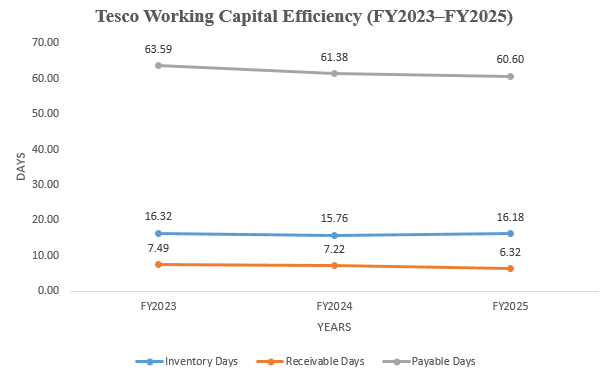 Tesco Working Capital Efficiency (FY2023–FY2025)
70.00
60.00
50.00
40.00
30.00
20.00
10.00
0.00
DAYS
63.59
61.38
60.60
16.32
15.76
16.18
7.49
7.22
6.32
FY2023
FY2024
FY2025
YEARS
Inventory Days
Receivable Days
Payable Days